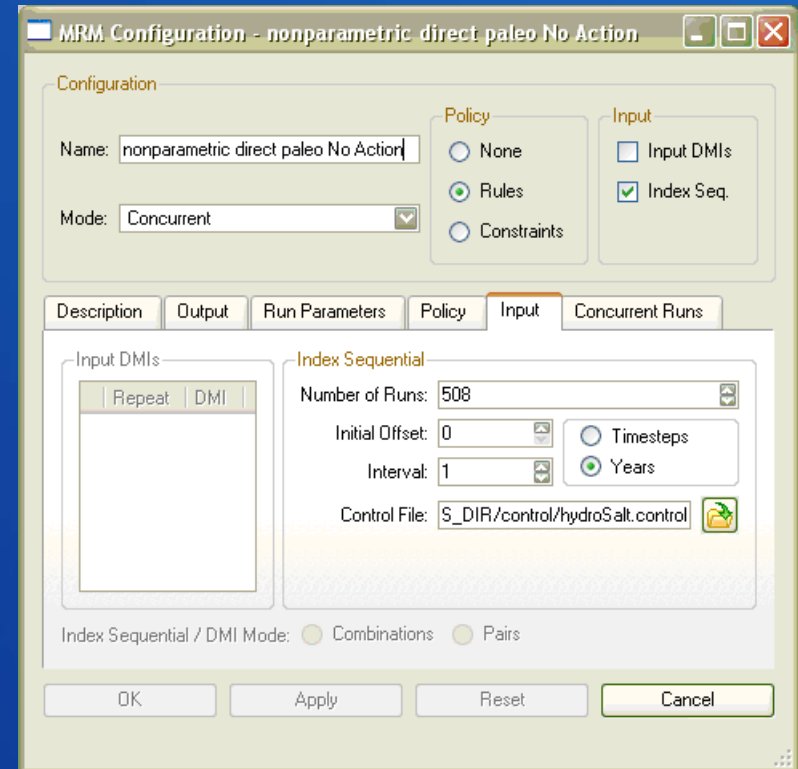 MRM Configuration - nonparametric direct paleo No Action
Configuration
Name: nonparametric direct paleo No Action
Mode: Concurrent
Policy
None
Rules
Constraints
Input
Input DMIs
Index Seq.
Description Output Run Parameters Policy Input Concurrent Runs
Input DMIs
Repeat DMI
Index Sequential
Number of Runs: 508
Initial Offset: 0
Interval: 1
Timesteps
Years
Control File: S_DIR/control/hydroSalt.control
Index Sequential / DMI Mode: Combinations Pairs
OK Apply Reset Cancel